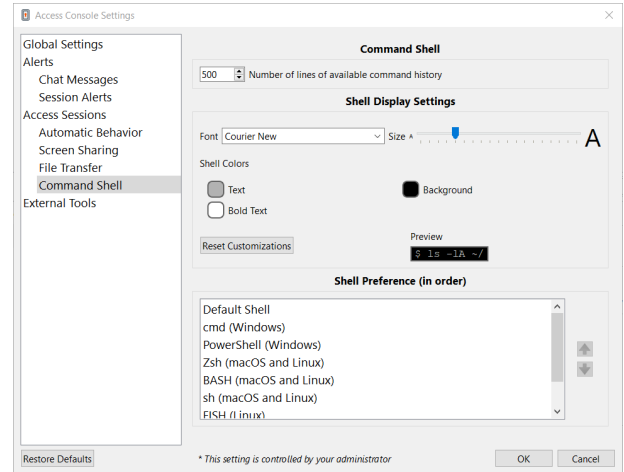 Access Console Settings
Global Settings
Alerts
Chat Messages
Session Alerts
Access Sessions
Automatic Behavior
Screen Sharing
File Transfer
Command Shell
External Tools
Command Shell
500 Number of lines of available command history
Shell Display Settings
Font Courier New Size A A
Shell Colors
Text Background
Bold Text
Reset Customizations
Preview
$ ls -lA ~/
Shell Preference (in order)
Default Shell
cmd (Windows)
PowerShell (Windows)
Zsh (macOS and Linux)
BASH (macOS and Linux)
sh (macOS and Linux)
FISH (Linux)
Restore Defaults
* This setting is controlled by your administrator
OK Cancel